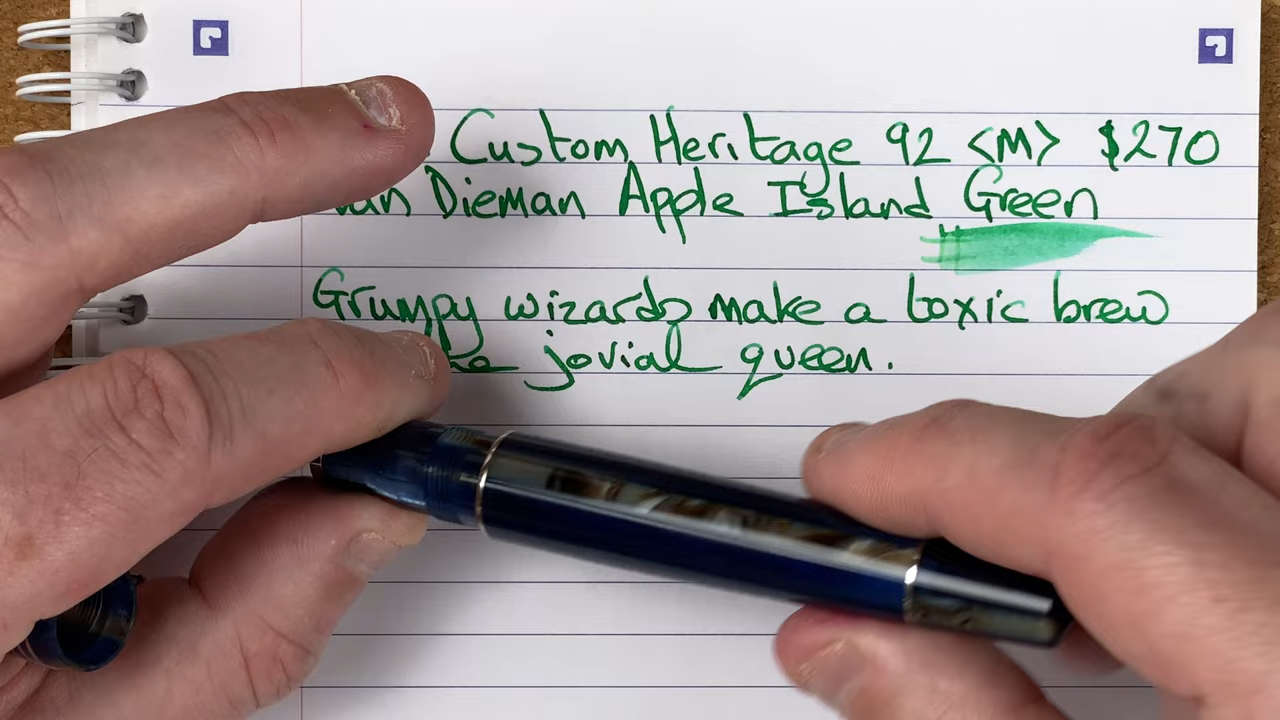 Custom Heritage 92 <M> $270
Dieman Apple Island Green
Grumpy wizards make a toxic brew
jovial queen.